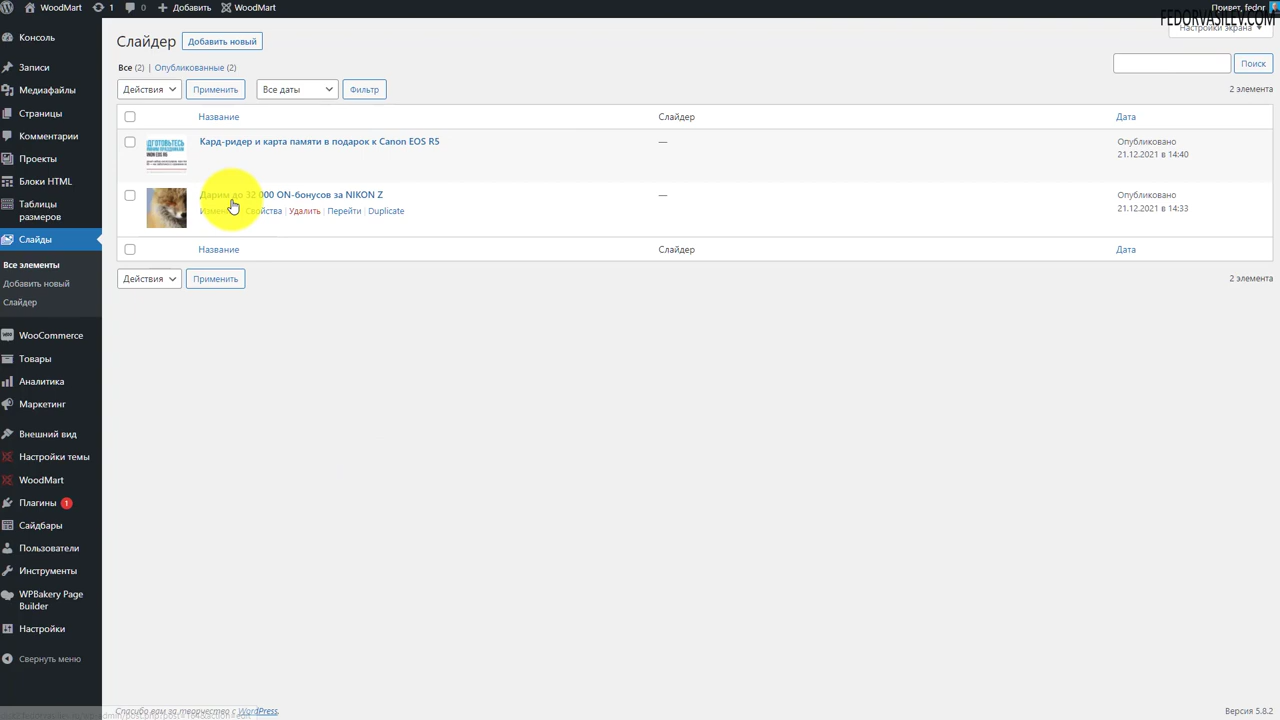 WoodMart 1 0 Добавить WoodMart Привет, fedor
FEDORVASILEV.COM
Настройки экрана
Консоль
Записи
Медиафайлы
Страницы
Комментарии
Проекты
Блоки HTML
Таблицы
размеров
Слайды
Все элементы
Добавить новый
Слайдер
WooCommerce
Товары
Аналитика
Маркетинг
Внешний вид
Настройки темы
WoodMart
Плагины 1
Сайдбары
Пользователи
Инструменты
WPBakery Page
Builder
Настройки
Свернуть меню
Слайдер Добавить новый
Все (2) | Опубликованные (2)
Поиск
Действия Применить Все даты Фильтр 2 элемента
Название Слайдер Дата
Кард-ридер и карта памяти в подарок к Canon EOS R5 — Опубликовано
21.12.2021 в 14:40
Дарим до 32 000 ON-бонусов за NIKON Z — Опубликовано
21.12.2021 в 14:33
Свойства | Удалить | Перейти | Duplicate
Название Слайдер Дата
Действия Применить 2 элемента
Спасибо вам за творчество с WordPress.
Версия 5.8.2